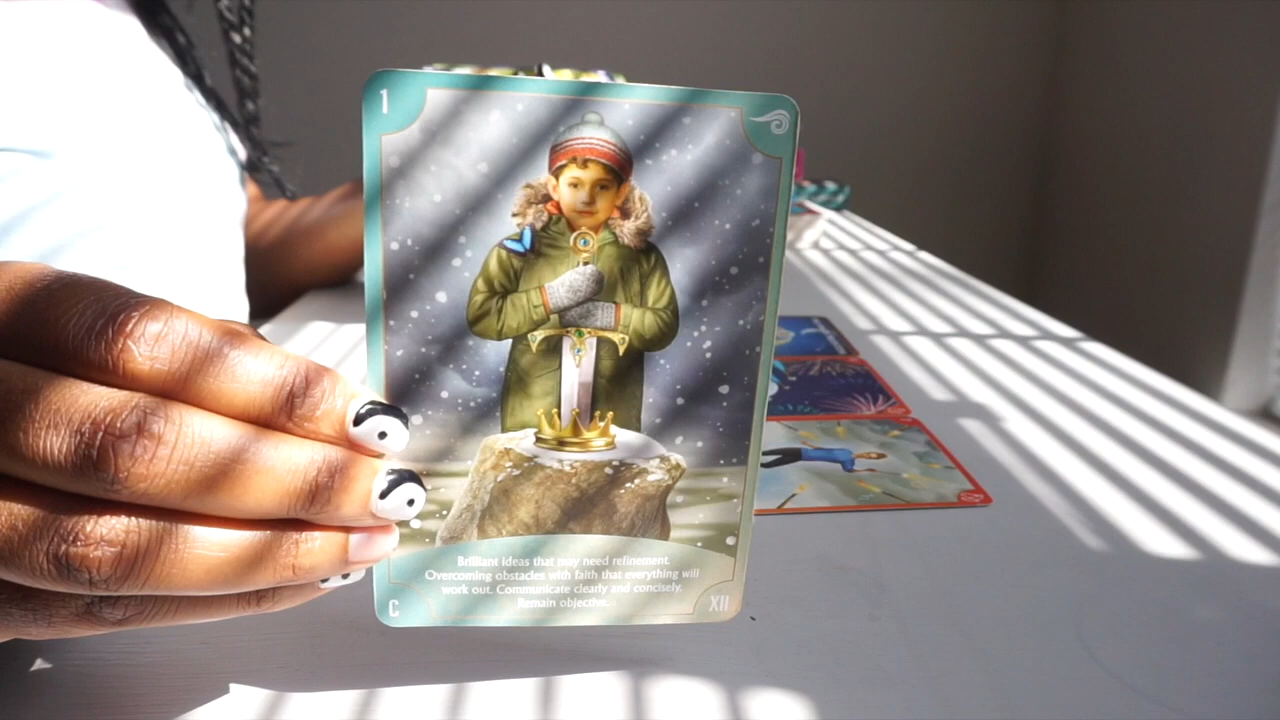 1
Brilliant ideas that may need refinement.
Overcoming obstacles with faith that everything will
work out. Communicate clearly and concisely.
Remain objective.
C
XII